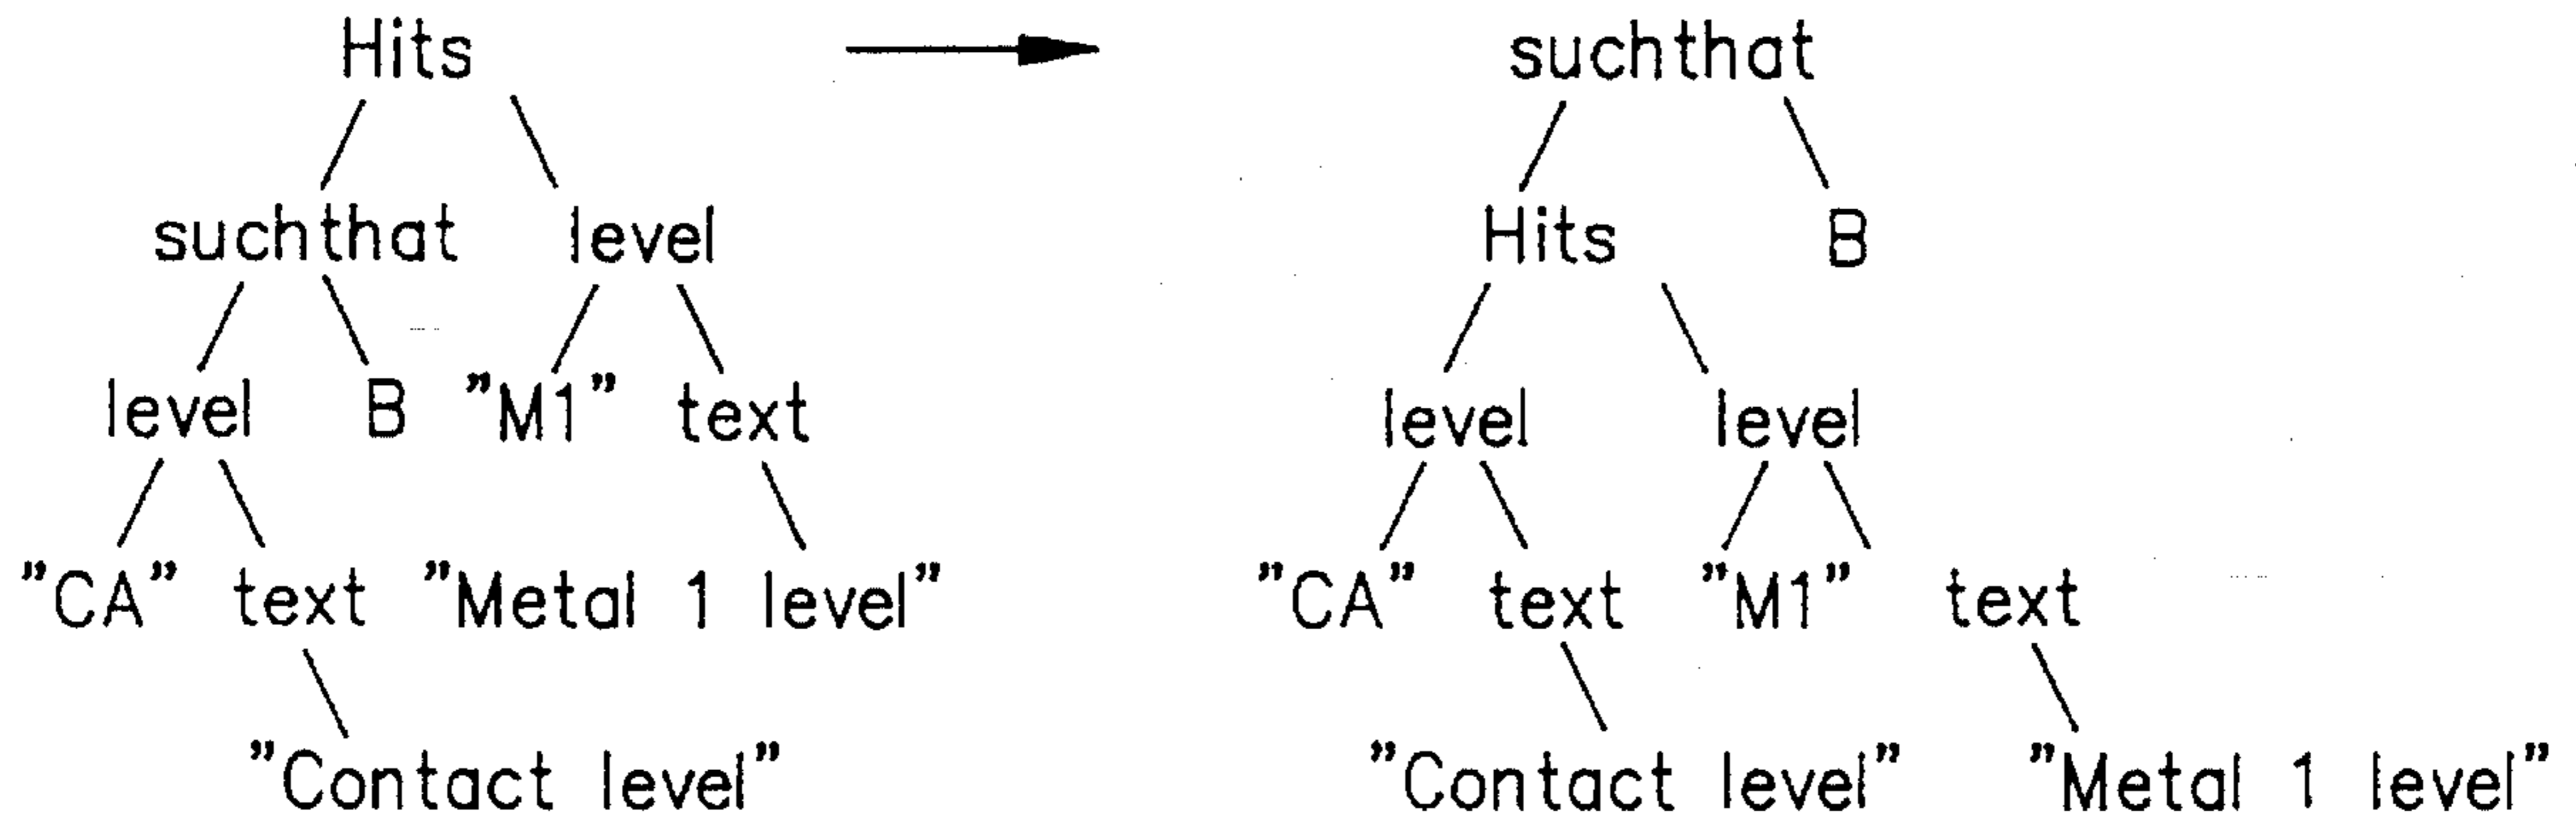 Hits suchthat
suchthat level Hits B
level B "M1" text level level
"CA" text "Metal 1 level" "CA" text "M1" text
"Contact level" "Contact level" "Metal 1 level"